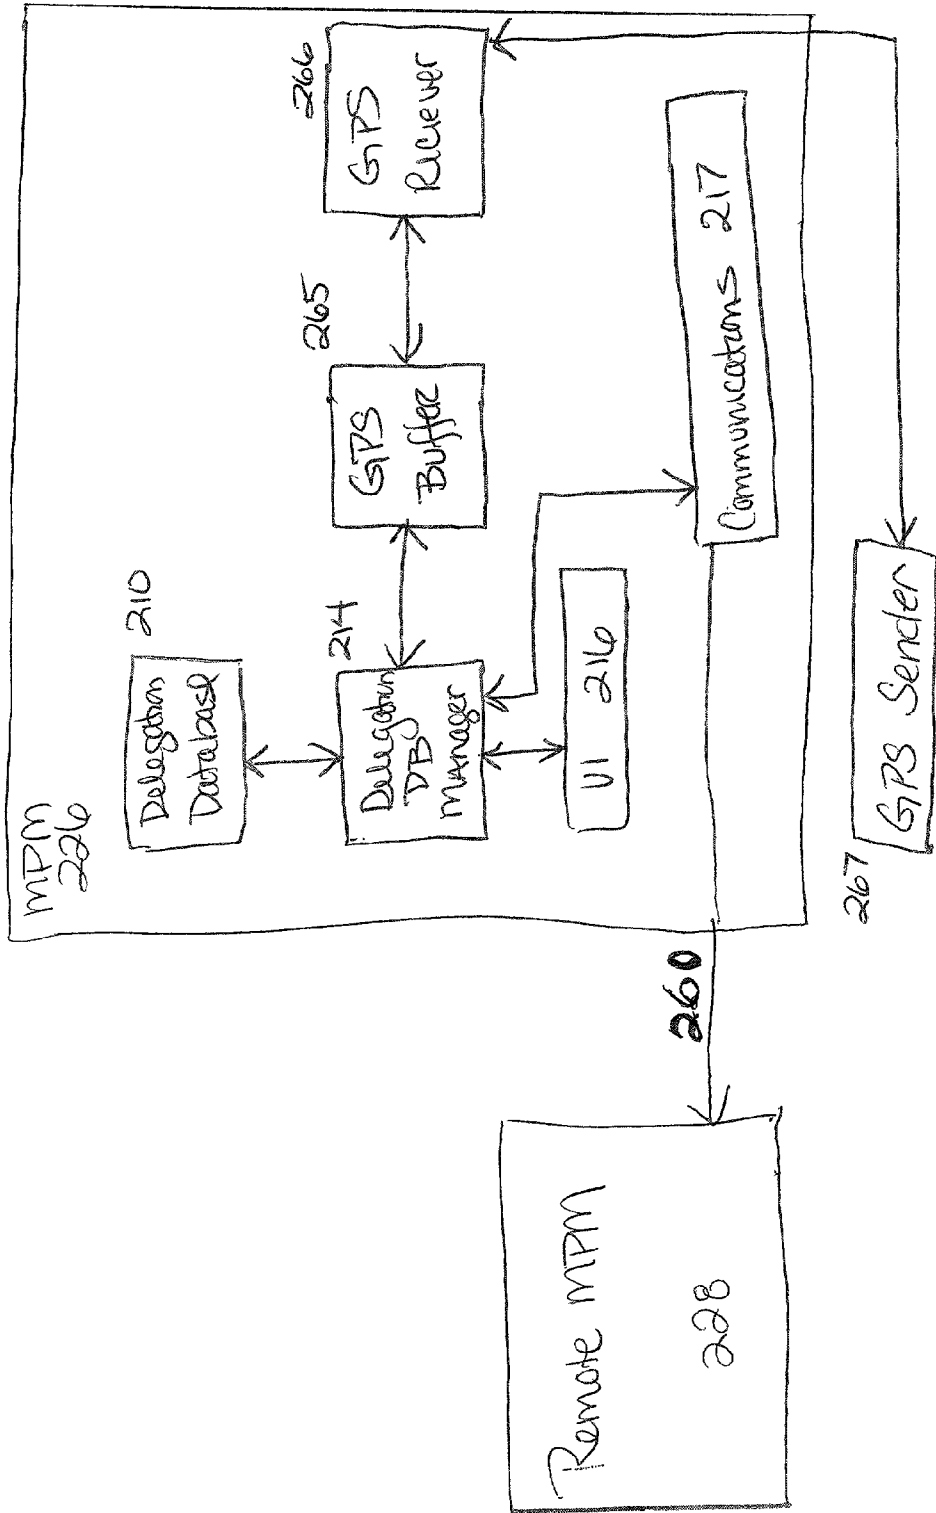 MPM
226
Delegation
Database
210
Delegation
DB
MANager
214
GPS
Buffer
265
GPS
Reciever
266
UI 216
Communications 217
Remote MPM
228
260
GPS Sender
267